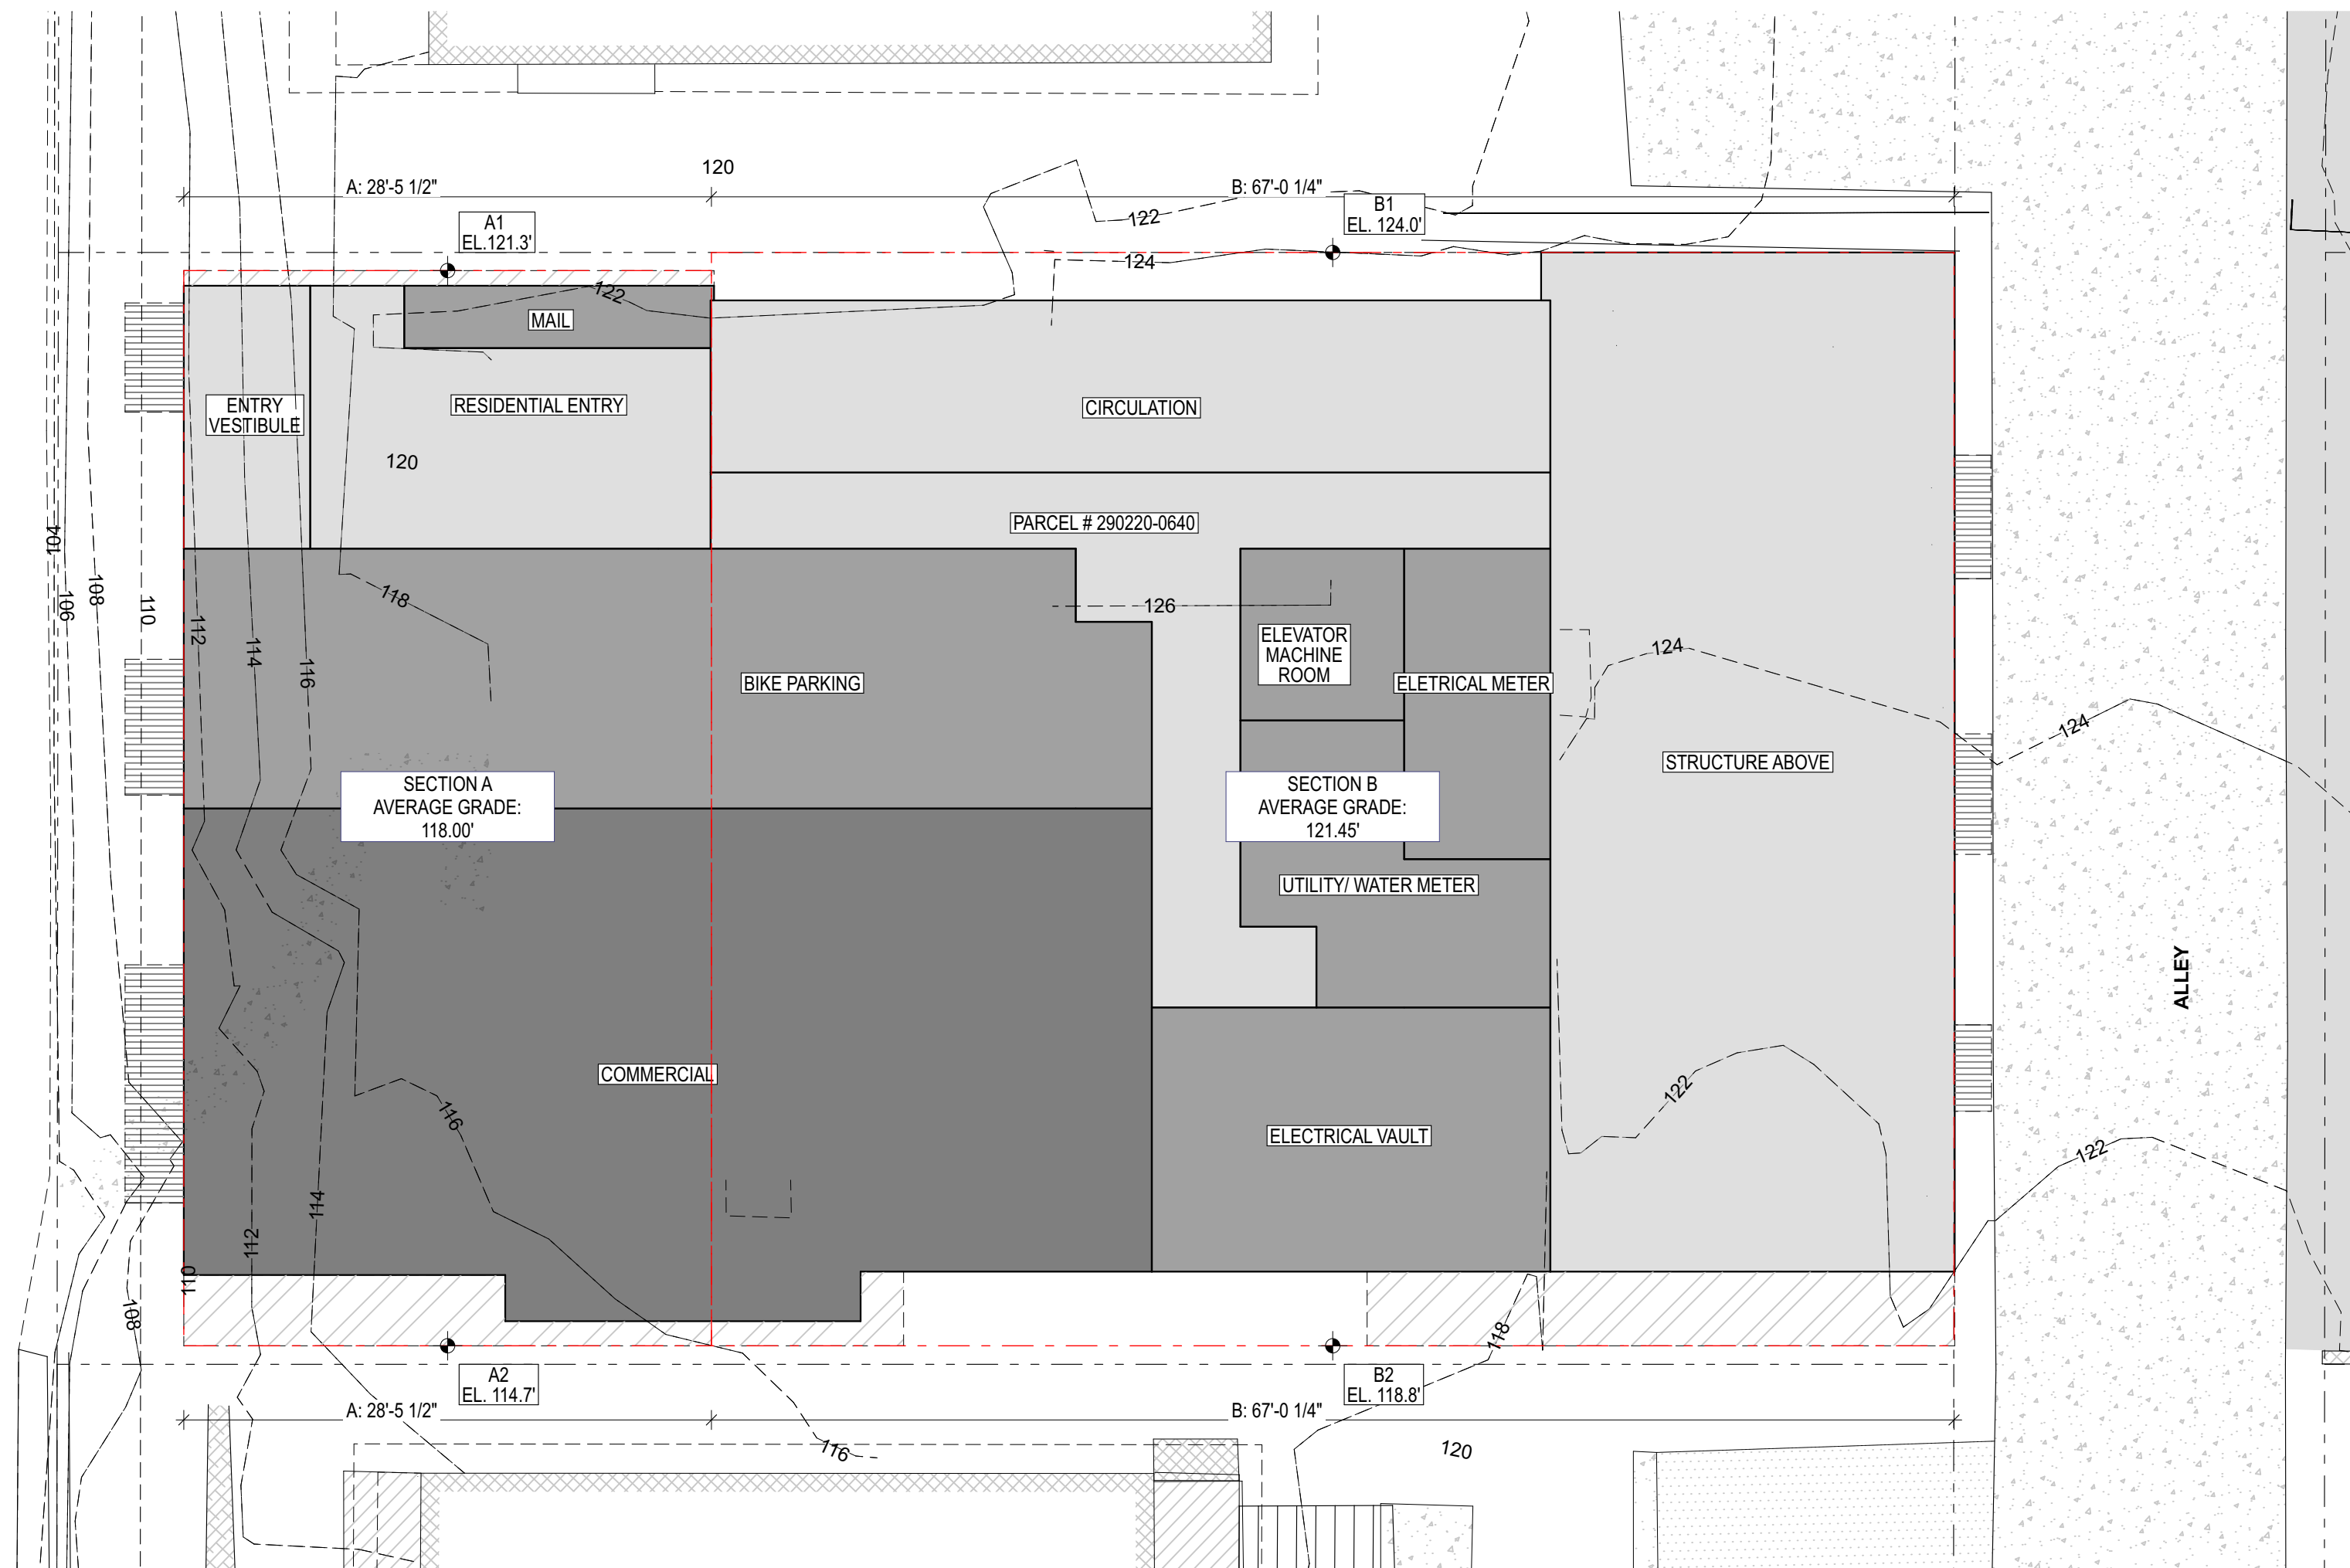 120
A: 28'-5 1/2"
B: 67'-0 1/4"
A1
EL.121.3'
122
B1
EL. 124.0'
124
122
MAIL
ENTRY
VESTIBULE
RESIDENTIAL ENTRY
CIRCULATION
120
PARCEL # 290220-0640
104
106
108
110
112
114
116
118
126
ELEVATOR
MACHINE
ROOM
124
BIKE PARKING
ELETRICAL METER
124
STRUCTURE ABOVE
SECTION A
AVERAGE GRADE:
118.00'
SECTION B
AVERAGE GRADE:
121.45'
UTILITY/ WATER METER
ALLEY
COMMERCIAL
116
122
ELECTRICAL VAULT
122
114
112
110
108
118
A2
EL. 114.7'
B2
EL. 118.8'
A: 28'-5 1/2"
B: 67'-0 1/4"
116
120